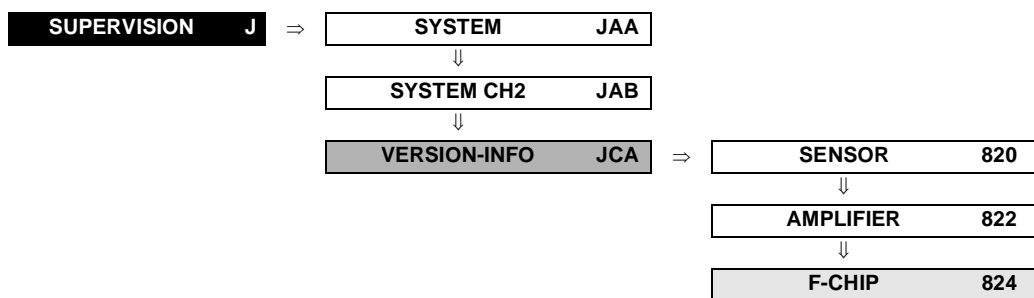 SUPERVISION J ⇒ SYSTEM JAA
⇓
SYSTEM CH2 JAB
⇓
VERSION-INFO JCA ⇒ SENSOR 820
⇓
AMPLIFIER 822
⇓
F-CHIP 824